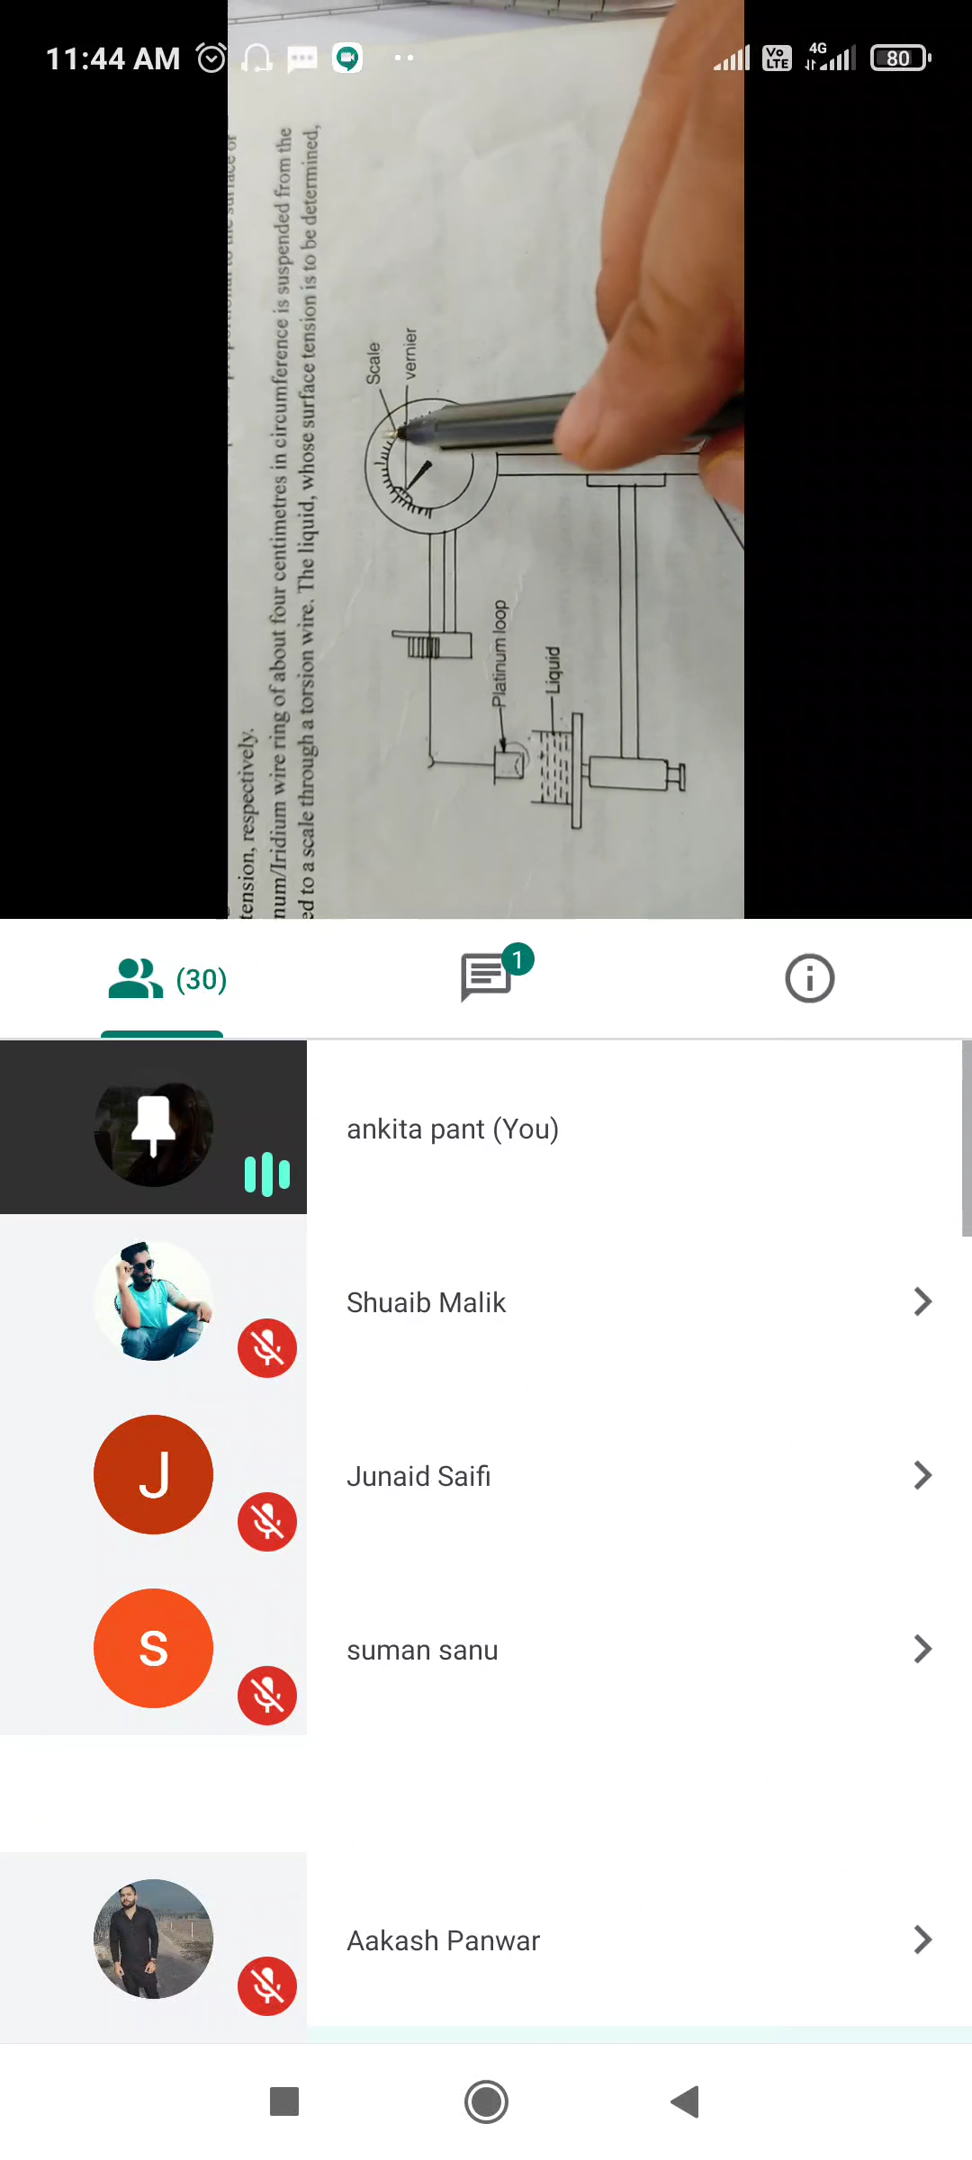 11:44 AM
Vo
LTE
4G
80
tension, respectively.
num/Iridium wire ring of about four centimetres in circumference is suspended from the
ed to a scale through a torsion wire. The liquid, whose surface tension is to be determined,
Scale
vernier
Platinum loop
Liquid
(30)
1
ankita pant (You)
Shuaib Malik
J
Junaid Saifi
S
suman sanu
Aakash Panwar